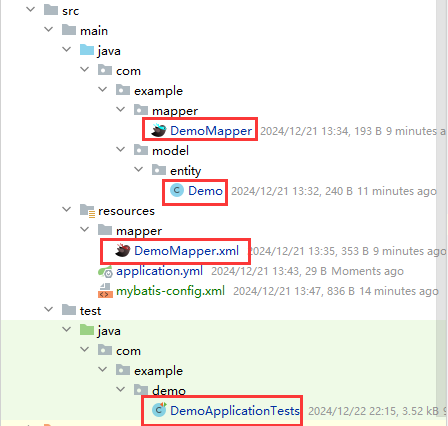 src
main
java
com
example
mapper
DemoMapper 2024/12/21 13:34, 193 B 9 minutes a
model
entity
Demo 2024/12/21 13:32, 240 B 11 minutes ago
resources
mapper
DemoMapper.xml 2024/12/21 13:35, 353 B 9 minutes ago
application.yml 2024/12/21 13:43, 29 B Moments ago
mybatis-config.xml 2024/12/21 13:47, 836 B 14 minutes ago
test
java
com
example
demo
DemoApplicationTests 2024/12/22 22:15, 3.52 kB 9